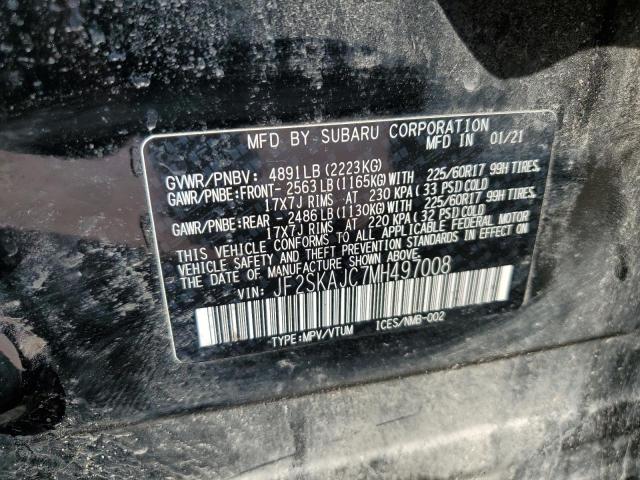 MFD BY SUBARU CORPORATION
MFD IN 01/21
GVWR/PNBV: 4891LB(2223KG)
GAWR/PNBE:FRONT- 2563LB(1165KG)WITH 225/60R17 99H TIRES,
17X7J RIMS AT 230 KPA(33 PSI)COLD
GAWR/PNBE:REAR - 2486LB(1130KG)WITH 225/60R17 99H TIRES,
17X7J RIMS AT 220 KPA(32 PSI)COLD
THIS VEHICLE CONFORMS TO ALL APPLICABLE FEDERAL MOTOR
VEHICLE SAFETY AND THEFT PREVENTION STANDARDS IN EFFECT ON
THE DATE OF MANUFACTURE SHOWN ABOVE.
VIN: JF2SKAJC7MH497008
-TYPE:MPV/VTUM ICES/NMB-002